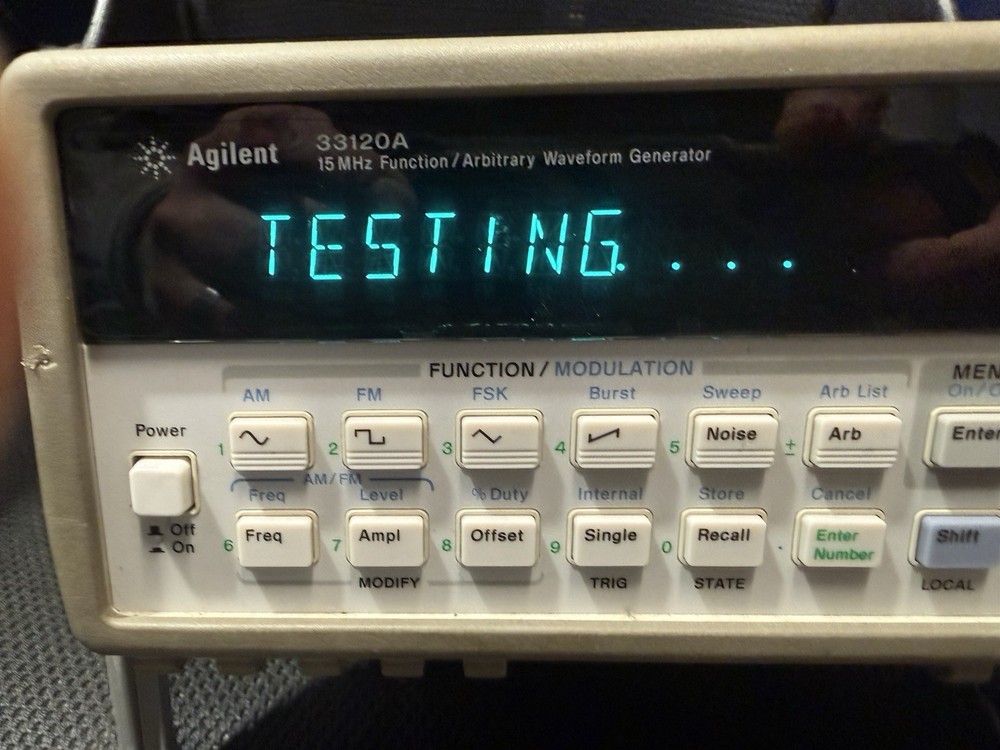 Agilent 33120A
15 MHz Function / Arbitrary Waveform Generator
TESTING. . . .
FUNCTION / MODULATION
AM FM FSK Burst Sweep Arb List
Power
1 2 3 4 5 Noise ± Arb Enter
AM/FM
Freq Level % Duty Internal Store Cancel
Off
On
6 Freq 7 Ampl 8 Offset 9 Single 0 Recall . Enter Number Shift
MODIFY TRIG STATE LOCAL